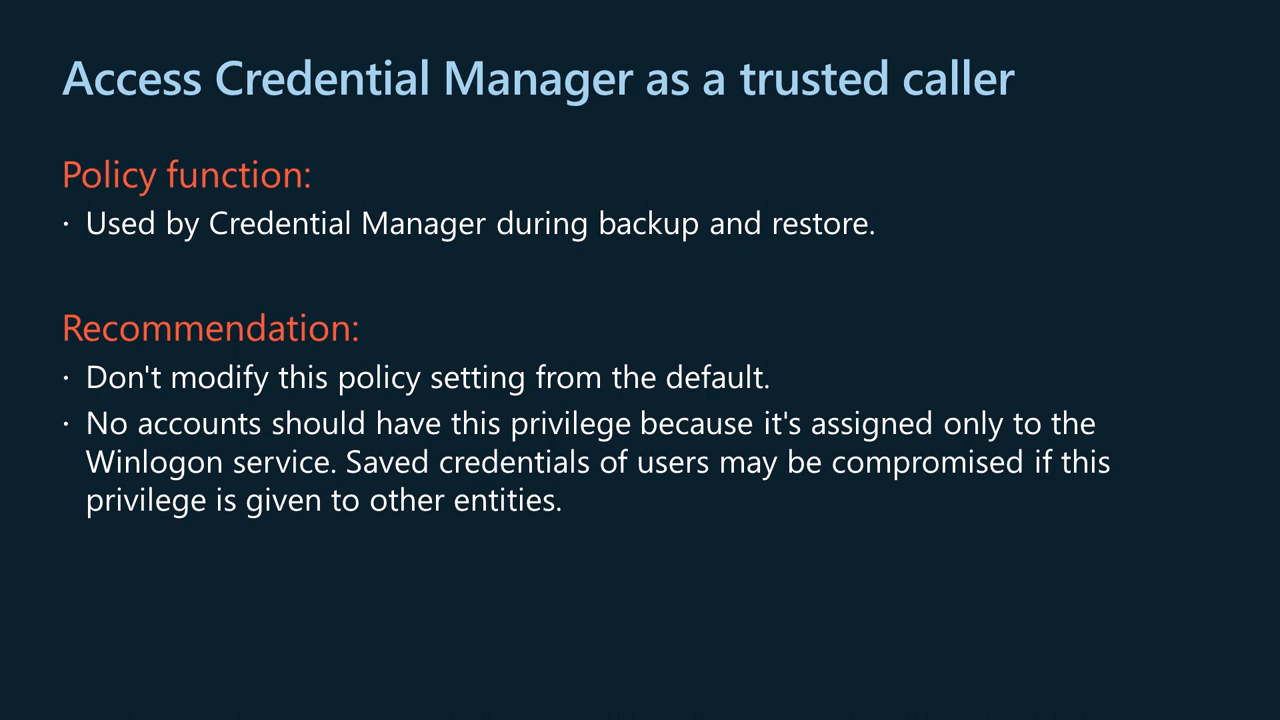 Access Credential Manager as a trusted caller
Policy function:
· Used by Credential Manager during backup and restore.
Recommendation:
· Don't modify this policy setting from the default.
· No accounts should have this privilege because it's assigned only to the
Winlogon service. Saved credentials of users may be compromised if this
privilege is given to other entities.